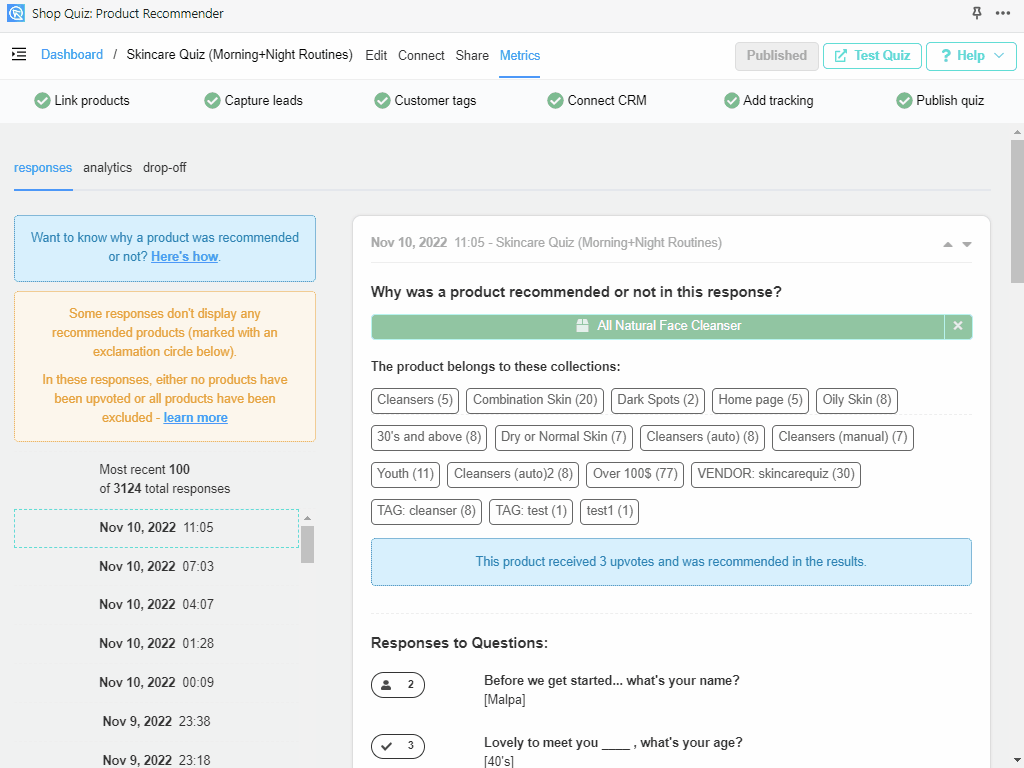 Shop Quiz: Product Recommender
Dashboard / Skincare Quiz (Morning+Night Routines) Edit Connect Share Metrics Published Test Quiz ? Help
Link products Capture leads Customer tags Connect CRM Add tracking Publish quiz
responses analytics drop-off
Want to know why a product was recommended
or not? Here's how.
Some responses don't display any
recommended products (marked with an
exclamation circle below).
In these responses, either no products have
been upvoted or all products have been
excluded - learn more
Most recent 100
of 3124 total responses
Nov 10, 2022 11:05
Nov 10, 2022 07:03
Nov 10, 2022 04:07
Nov 10, 2022 01:28
Nov 10, 2022 00:09
Nov 9, 2022 23:38
Nov 9, 2022 23:18
Nov 10, 2022 11:05 - Skincare Quiz (Morning+Night Routines)
Why was a product recommended or not in this response?
All Natural Face Cleanser
The product belongs to these collections:
Cleansers (5) Combination Skin (20) Dark Spots (2) Home page (5) Oily Skin (8)
30's and above (8) Dry or Normal Skin (7) Cleansers (auto) (8) Cleansers (manual) (7)
Youth (11) Cleansers (auto)2 (8) Over 100$ (77) VENDOR: skincarequiz (30)
TAG: cleanser (8) TAG: test (1) test1 (1)
This product received 3 upvotes and was recommended in the results.
Responses to Questions:
2 Before we get started... what's your name?
[Malpa]
3 Lovely to meet you ____ , what's your age?
[40's]